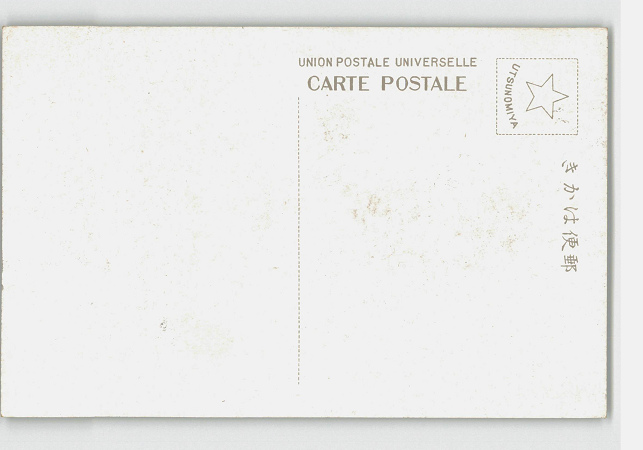 UNION POSTALE UNIVERSELLE
CARTE POSTALE
UTSUNOMIYA
きかは便郵